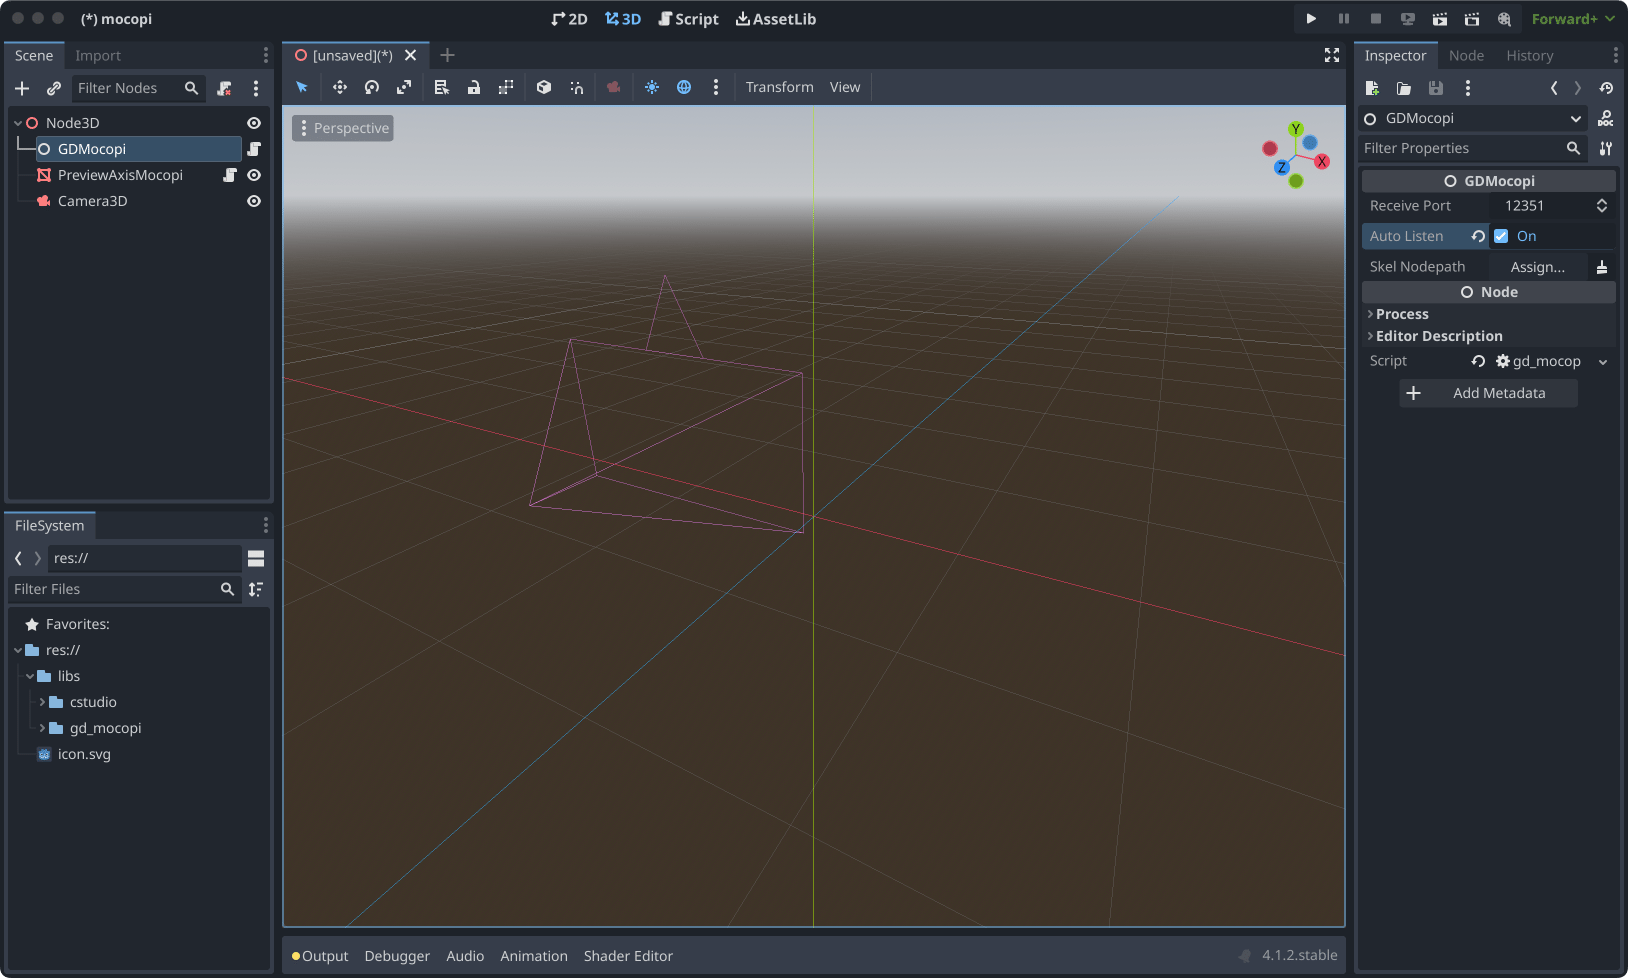 (*) mocopi
2D 3D Script AssetLib
Forward+
Scene Import
Filter Nodes
Node3D
GDMocopi
PreviewAxisMocopi
Camera3D
FileSystem
res://
Filter Files
Favorites:
res://
libs
cstudio
gd_mocopi
icon.svg
[unsaved](*)
Transform View
Perspective
Y
X
Z
Output Debugger Audio Animation Shader Editor
4.1.2.stable
Inspector Node History
GDMocopi
DOC
Filter Properties
GDMocopi
Receive Port 12351
Auto Listen On
Skel Nodepath Assign...
Node
Process
Editor Description
Script gd_mocop
Add Metadata